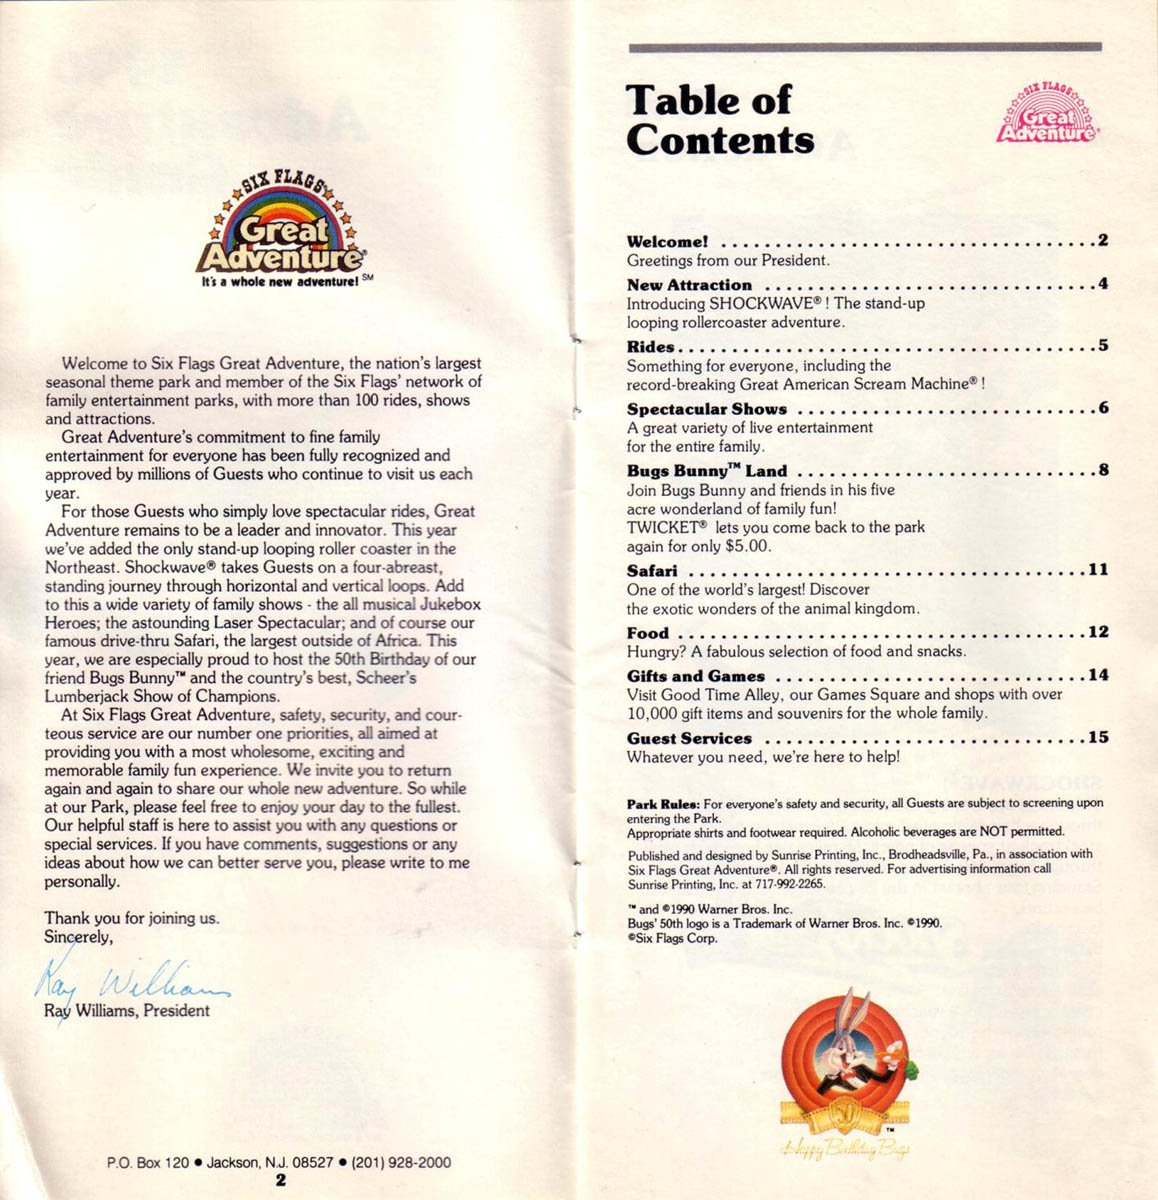 SIX FLAGS
Great
Adventure®
It's a whole new adventure! SM
Welcome to Six Flags Great Adventure, the nation's largest
seasonal theme park and member of the Six Flags' network of
family entertainment parks, with more than 100 rides, shows
and attractions.
Great Adventure's commitment to fine family
entertainment for everyone has been fully recognized and
approved by millions of Guests who continue to visit us each
year.
For those Guests who simply love spectacular rides, Great
Adventure remains to be a leader and innovator. This year
we've added the only stand-up looping roller coaster in the
Northeast. Shockwave® takes Guests on a four-abreast,
standing journey through horizontal and vertical loops. Add
to this a wide variety of family shows - the all musical Jukebox
Heroes; the astounding Laser Spectacular; and of course our
famous drive-thru Safari, the largest outside of Africa. This
year, we are especially proud to host the 50th Birthday of our
friend Bugs Bunny™ and the country's best, Scheer's
Lumberjack Show of Champions.
At Six Flags Great Adventure, safety, security, and cour-
teous service are our number one priorities, all aimed at
providing you with a most wholesome, exciting and
memorable family fun experience. We invite you to return
again and again to share our whole new adventure. So while
at our Park, please feel free to enjoy your day to the fullest.
Our helpful staff is here to assist you with any questions or
special services. If you have comments, suggestions or any
ideas about how we can better serve you, please write to me
personally.
Thank you for joining us.
Sincerely,
Ray Williams
Ray Williams, President
P.O. Box 120 ● Jackson, N.J. 08527 ● (201) 928-2000
2
Table of
Contents
SIX FLAGS
Great
Adventure®
Welcome! ...................................2
Greetings from our President.
New Attraction ...............................4
Introducing SHOCKWAVE® ! The stand-up
looping rollercoaster adventure.
Rides.......................................5
Something for everyone, including the
record-breaking Great American Scream Machine® !
Spectacular Shows ............................6
A great variety of live entertainment
for the entire family.
Bugs Bunny™ Land ............................8
Join Bugs Bunny and friends in his five
acre wonderland of family fun!
TWICKET® lets you come back to the park
again for only $5.00.
Safari .....................................11
One of the world's largest! Discover
the exotic wonders of the animal kingdom.
Food ......................................12
Hungry? A fabulous selection of food and snacks.
Gifts and Games .............................14
Visit Good Time Alley, our Games Square and shops with over
10,000 gift items and souvenirs for the whole family.
Guest Services ..............................15
Whatever you need, we're here to help!
Park Rules: For everyone's safety and security, all Guests are subject to screening upon
entering the Park.
Appropriate shirts and footwear required. Alcoholic beverages are NOT permitted.
Published and designed by Sunrise Printing, Inc., Brodheadsville, Pa., in association with
Six Flags Great Adventure®. All rights reserved. For advertising information call
Sunrise Printing, Inc. at 717-992-2265.
™ and ©1990 Warner Bros. Inc.
Bugs' 50th logo is a Trademark of Warner Bros. Inc. ©1990.
©Six Flags Corp.
50
™
Happy Birthday Bugs